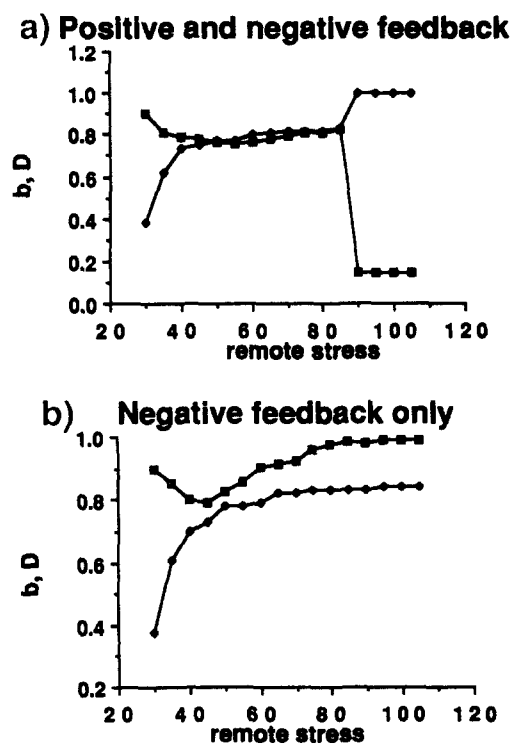 a) Positive and negative feedback
1.2
1.0
0.8
0.6
0.4
0.2
0.0
b, D
20 40 60 80 100 120
remote stress
b) Negative feedback only
1.0
0.8
0.6
0.4
0.2
b, D
20 40 60 80 100 120
remote stress